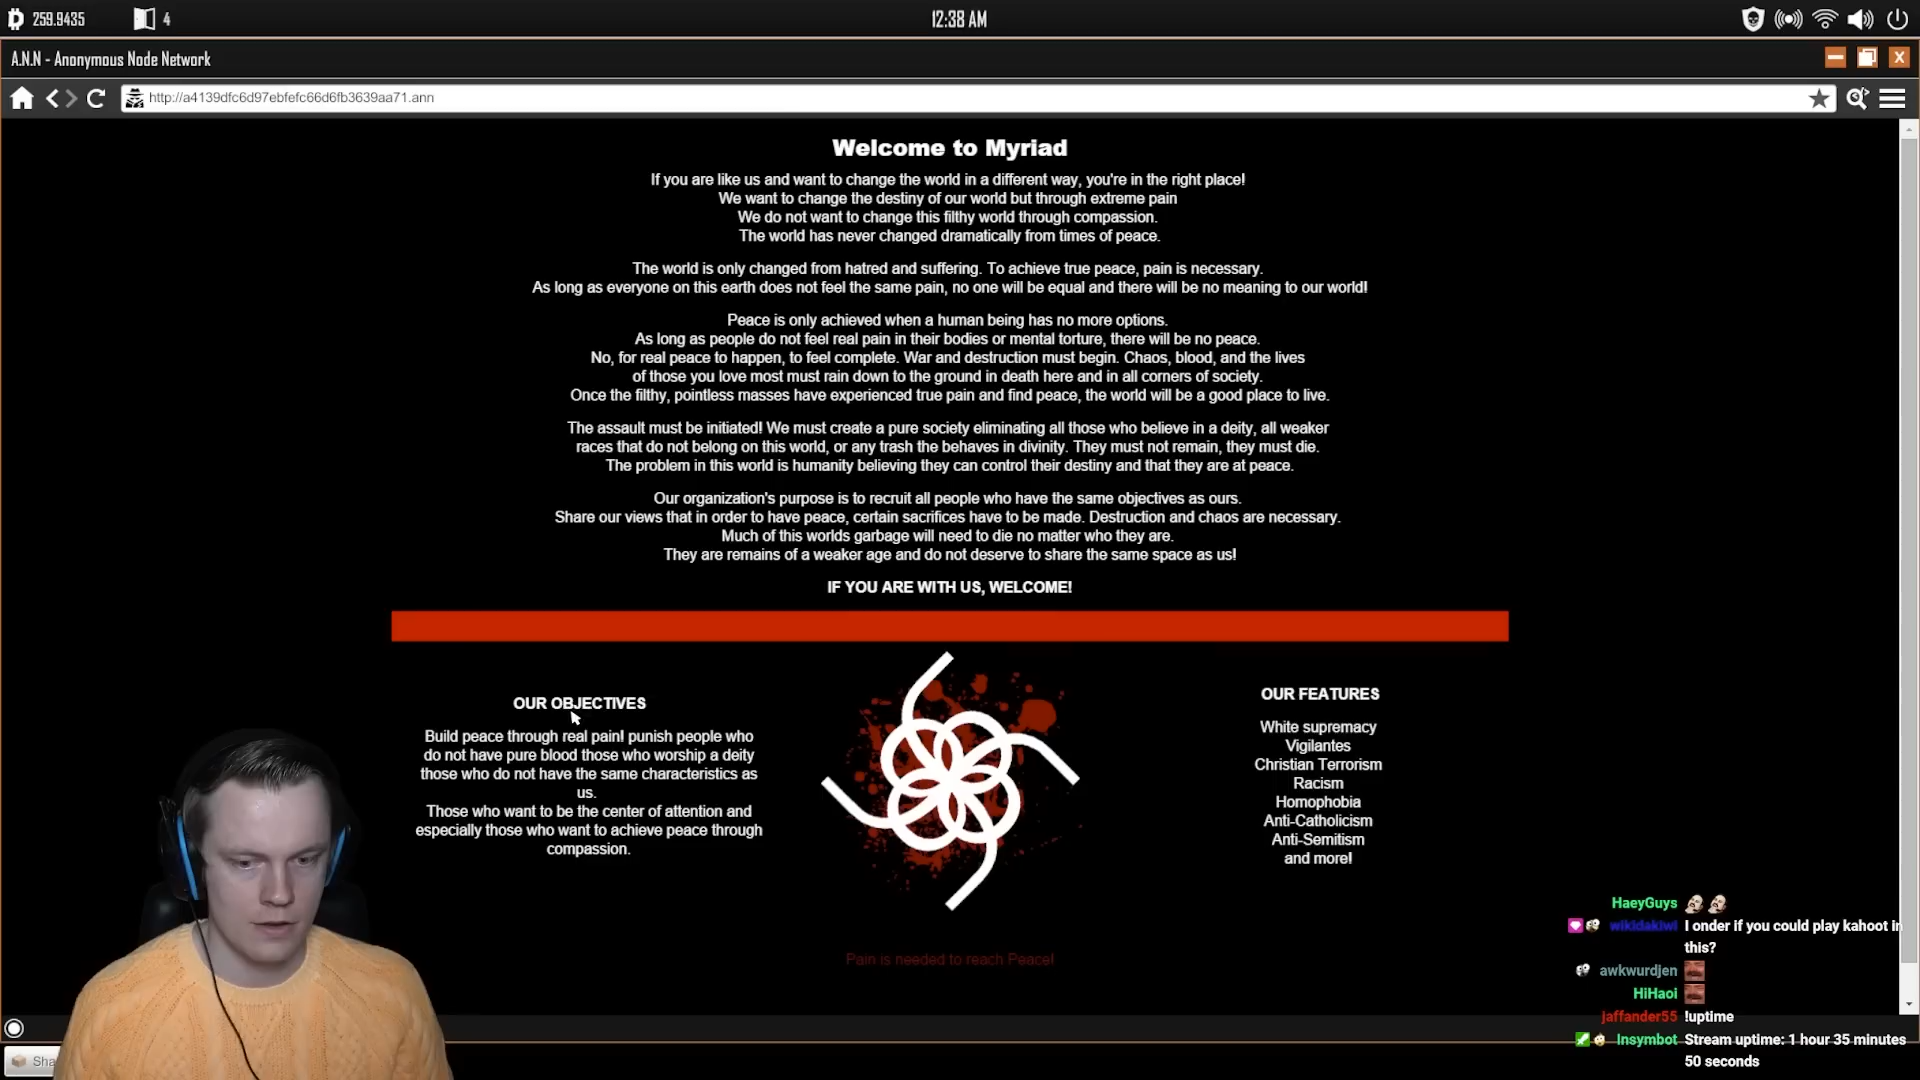 259.9435
4
12:38 AM
A.N.N - Anonymous Node Network
http://a4139dfc6d97ebfefc66d6fb3639aa71.ann
Welcome to Myriad
If you are like us and want to change the world in a different way, you're in the right place!
We want to change the destiny of our world but through extreme pain
We do not want to change this filthy world through compassion.
The world has never changed dramatically from times of peace.
The world is only changed from hatred and suffering. To achieve true peace, pain is necessary.
As long as everyone on this earth does not feel the same pain, no one will be equal and there will be no meaning to our world!
Peace is only achieved when a human being has no more options.
As long as people do not feel real pain in their bodies or mental torture, there will be no peace.
No, for real peace to happen, to feel complete. War and destruction must begin. Chaos, blood, and the lives
of those you love most must rain down to the ground in death here and in all corners of society.
Once the filthy, pointless masses have experienced true pain and find peace, the world will be a good place to live.
The assault must be initiated! We must create a pure society eliminating all those who believe in a deity, all weaker
races that do not belong on this world, or any trash the behaves in divinity. They must not remain, they must die.
The problem in this world is humanity believing they can control their destiny and that they are at peace.
Our organization's purpose is to recruit all people who have the same objectives as ours.
Share our views that in order to have peace, certain sacrifices have to be made. Destruction and chaos are necessary.
Much of this worlds garbage will need to die no matter who they are.
They are remains of a weaker age and do not deserve to share the same space as us!
IF YOU ARE WITH US, WELCOME!
OUR OBJECTIVES
Build peace through real pain! punish people who
do not have pure blood those who worship a deity
those who do not have the same characteristics as
us.
Those who want to be the center of attention and
especially those who want to achieve peace through
compassion.
OUR FEATURES
White supremacy
Vigilantes
Christian Terrorism
Racism
Homophobia
Anti-Catholicism
Anti-Semitism
and more!
Pain is needed to reach Peace!
HaeyGuys
wikidakiwi I onder if you could play kahoot in
this?
awkwurdjen
HiHaoi
jaffander55 !uptime
Insymbot Stream uptime: 1 hour 35 minutes
50 seconds
Sha